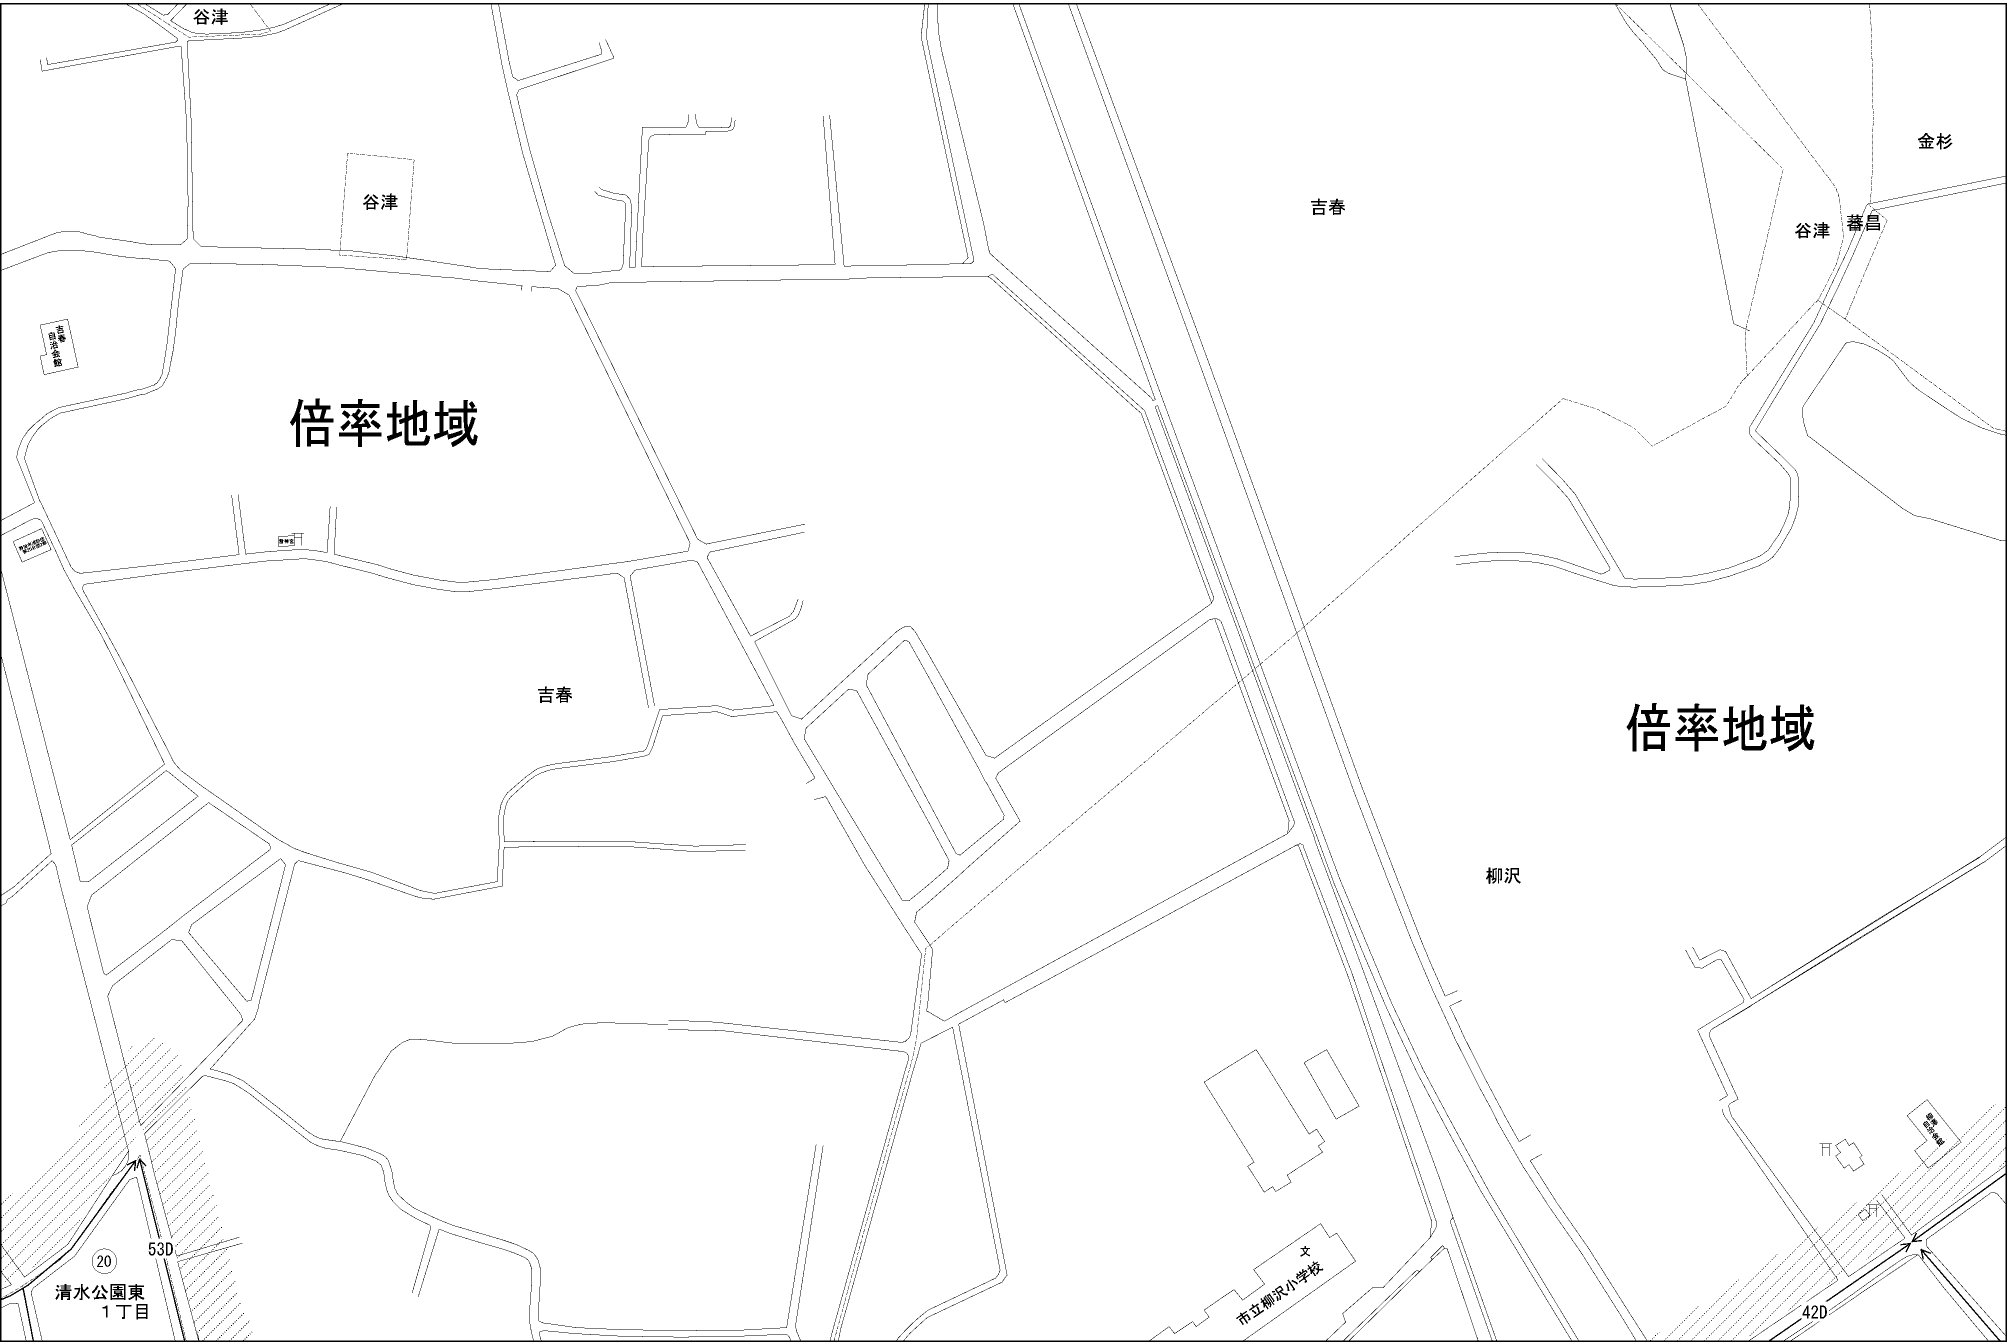 谷津
金杉
谷津
吉春
谷津
蕃昌
吉春
自治会館
倍率地域
吉春
倍率地域
柳沢
53D
20
清水公園東
1丁目
文
市立柳沢小学校
42D